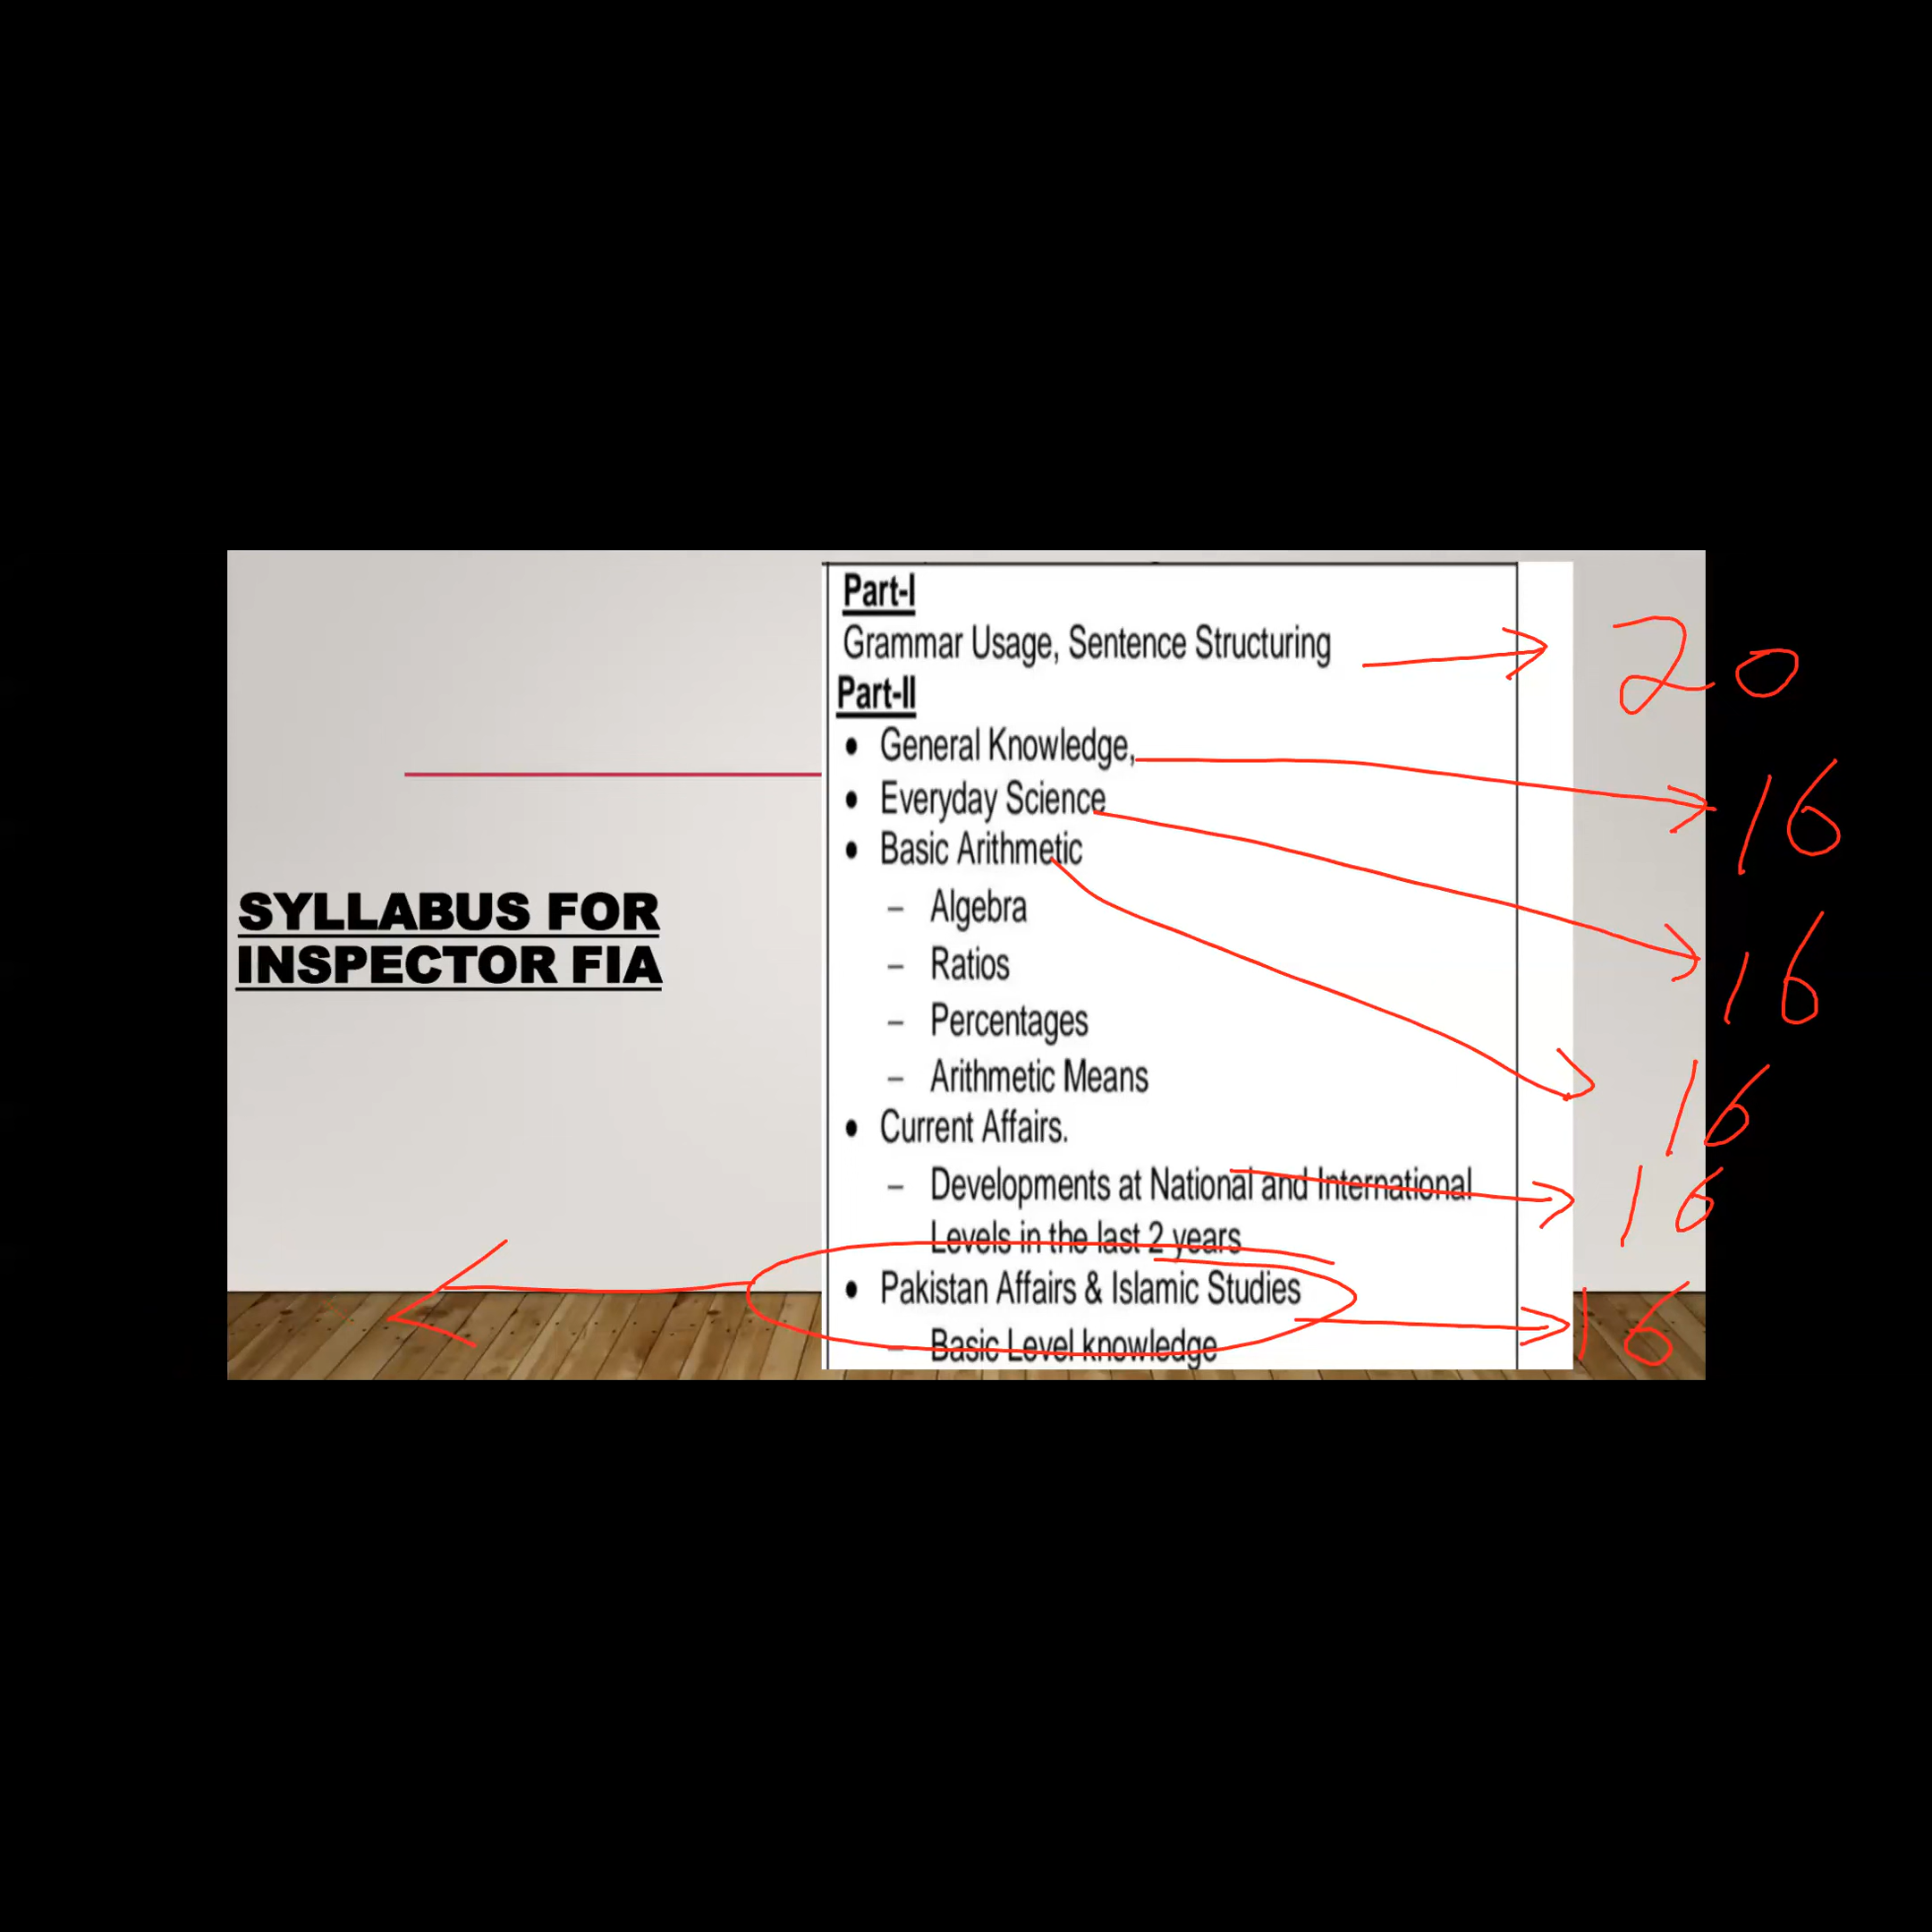 SYLLABUS FOR
INSPECTOR FIA
Part-I
Grammar Usage, Sentence Structuring
20
Part-II
• General Knowledge,
16
• Everyday Science
16
• Basic Arithmetic
16
– Algebra
– Ratios
– Percentages
– Arithmetic Means
• Current Affairs.
– Developments at National and International
16
Levels in the last 2 years
• Pakistan Affairs & Islamic Studies
16
– Basic Level knowledge